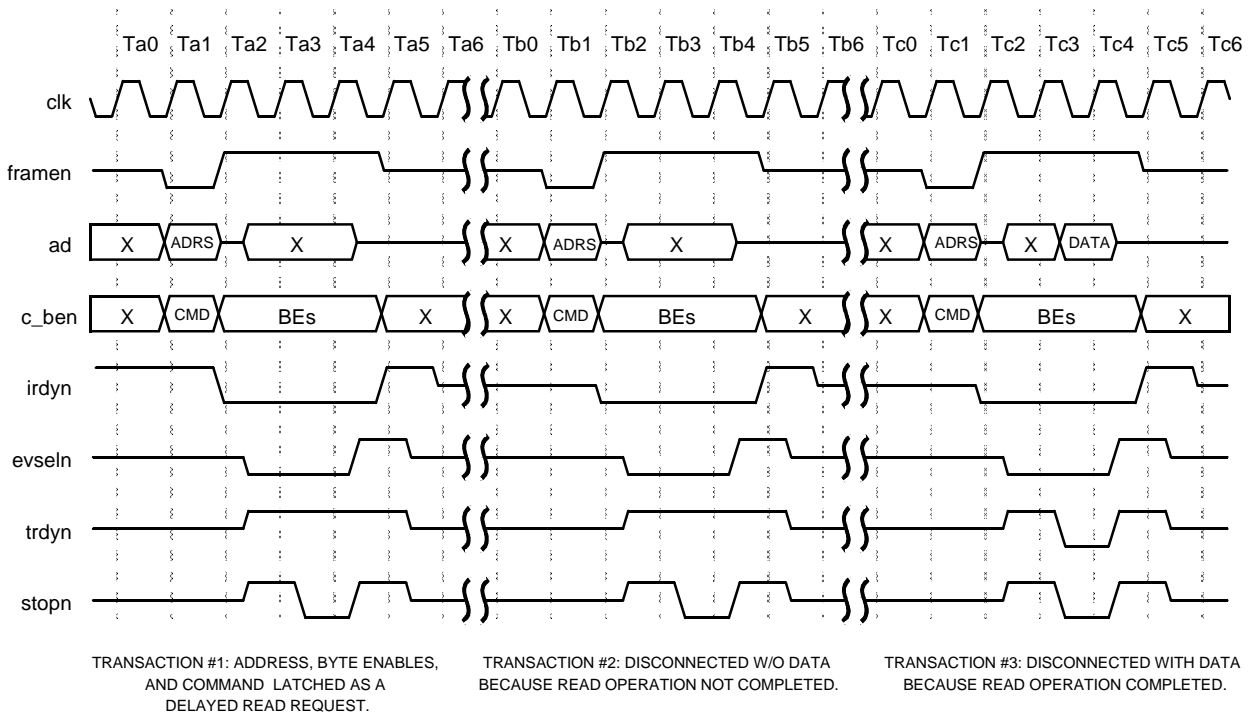 Ta0 Ta1 Ta2 Ta3 Ta4 Ta5 Ta6 Tb0 Tb1 Tb2 Tb3 Tb4 Tb5 Tb6 Tc0 Tc1 Tc2 Tc3 Tc4 Tc5 Tc6
clk
framen
ad X ADRS X X ADRS X X ADRS X DATA
c_ben X CMD BEs X X CMD BEs X X CMD BEs X
irdyn
evseln
trdyn
stopn
TRANSACTION #1: ADDRESS, BYTE ENABLES,
AND COMMAND LATCHED AS A
DELAYED READ REQUEST.
TRANSACTION #2: DISCONNECTED W/O DATA
BECAUSE READ OPERATION NOT COMPLETED.
TRANSACTION #3: DISCONNECTED WITH DATA
BECAUSE READ OPERATION COMPLETED.